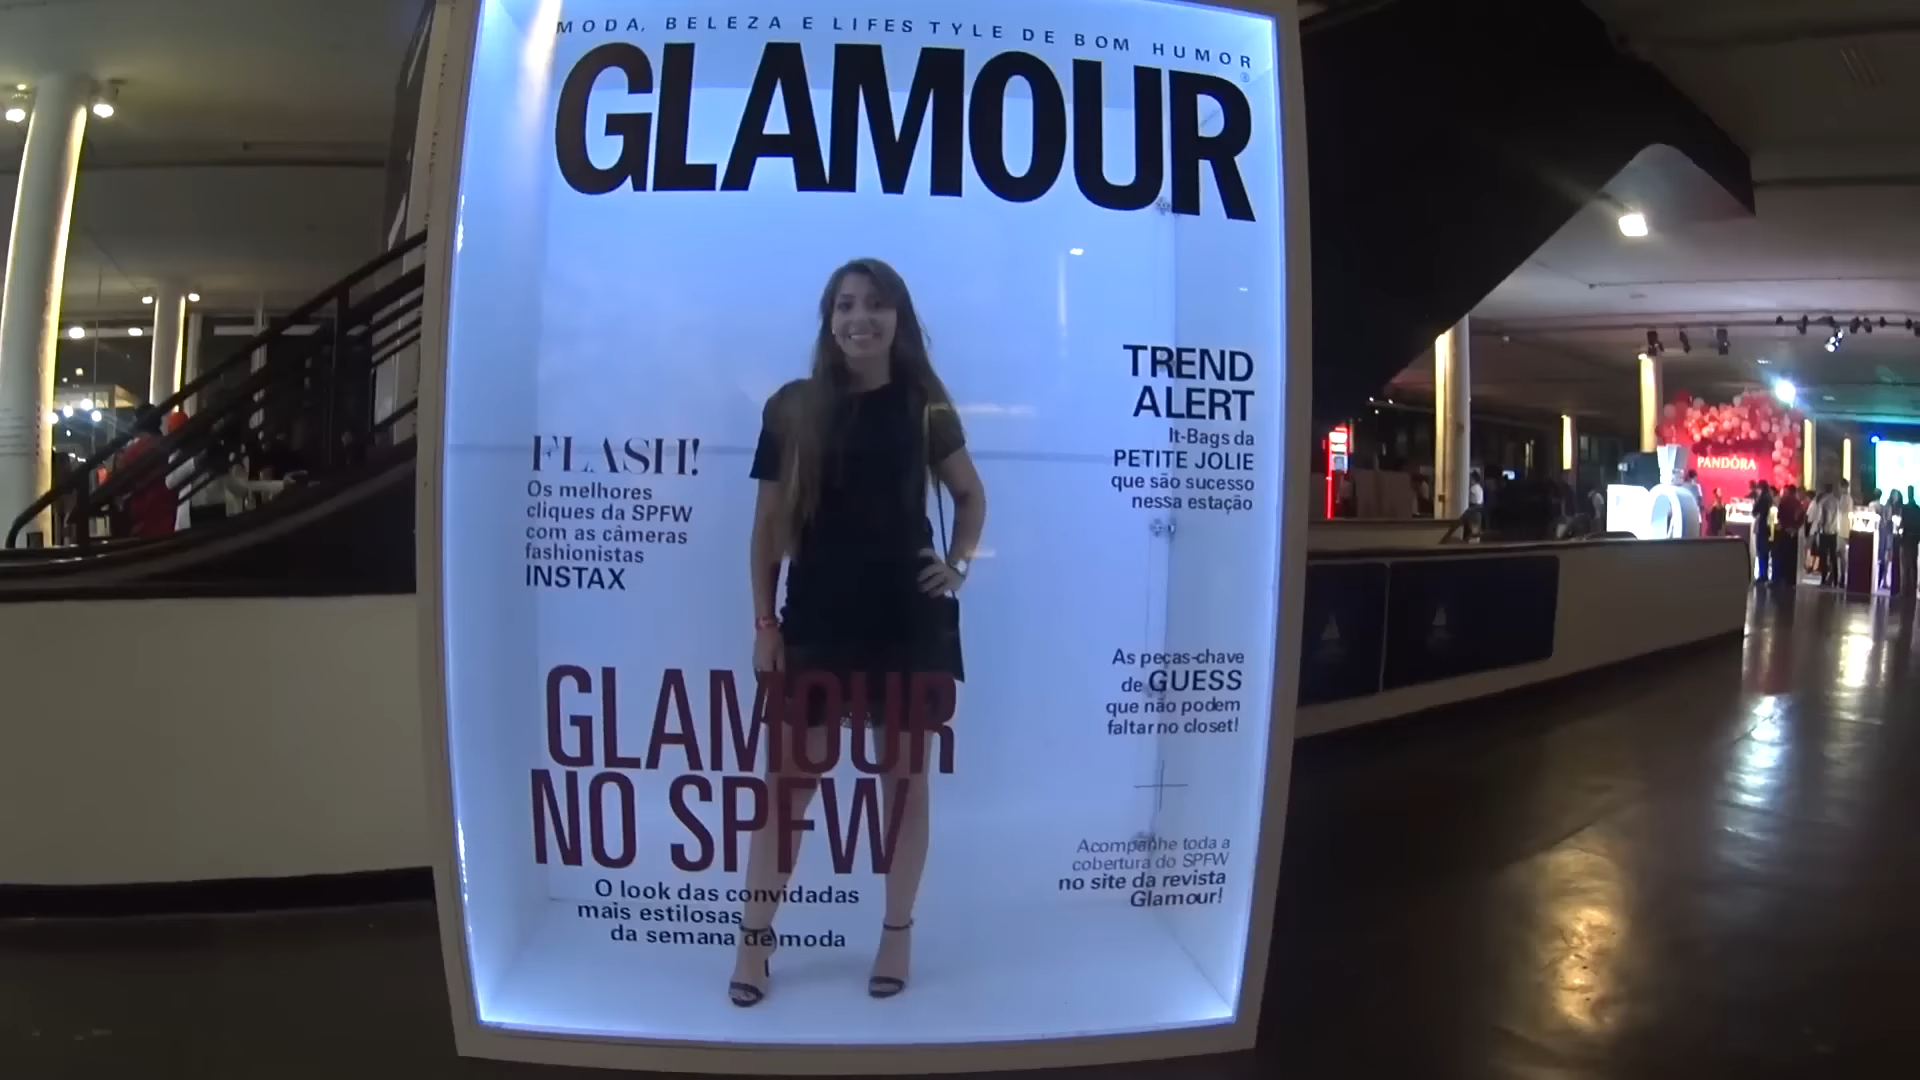 MODA, BELEZA E LIFESTYLE DE BOM HUMOR
GLAMOUR
TREND
ALERT
It-Bags da
PETITE JOLIE
que são sucesso
nessa estação
FLASH!
Os melhores
cliques da SPFW
com as câmeras
fashionistas
INSTAX
As peças-chave
de GUESS
que não podem
faltar no closet!
GLAMOUR
NO SPFW
O look das convidadas
mais estilosas
da semana de moda
Acompanhe toda a
cobertura do SPFW
no site da revista
Glamour!
PANDÖRA